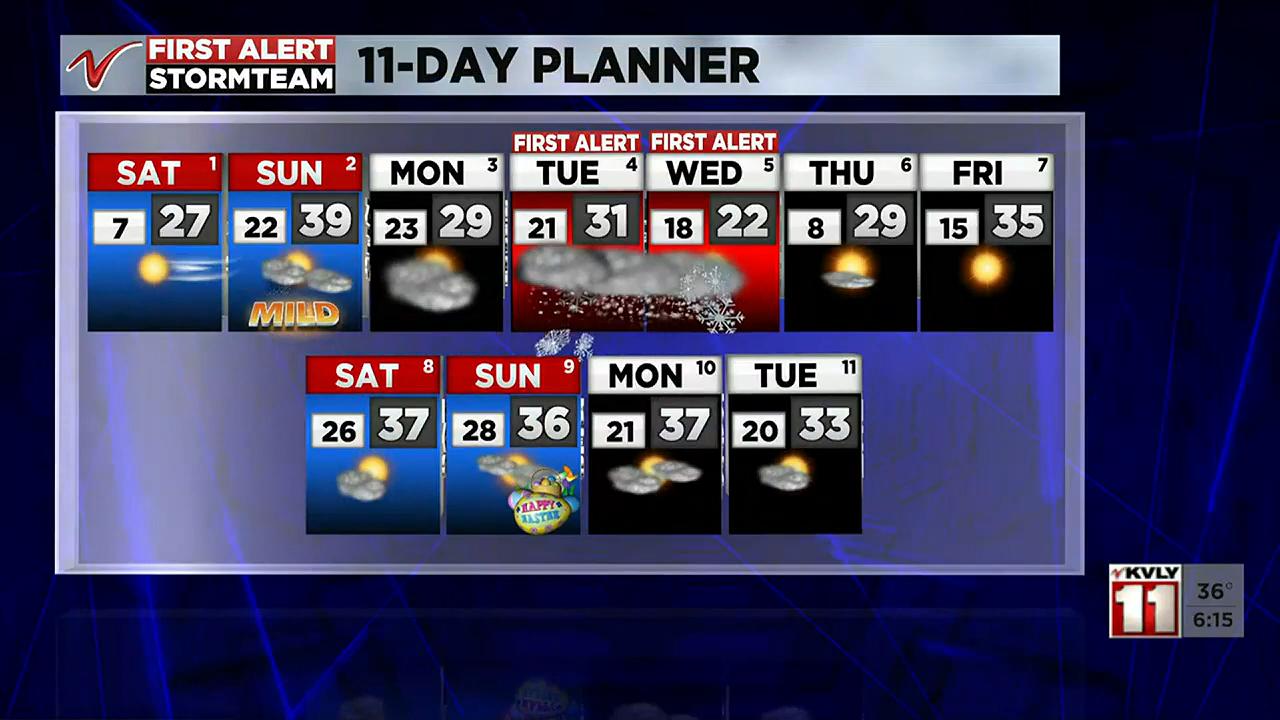 FIRST ALERT
STORMTEAM
11-DAY PLANNER
FIRST ALERT FIRST ALERT
SAT 1 SUN 2 MON 3 TUE 4 WED 5 THU 6 FRI 7
7 27 22 39 23 29 21 31 18 22 8 29 15 35
MILD
SAT 8 SUN 9 MON 10 TUE 11
26 37 28 36 21 37 20 33
HAPPY
EASTER
KVLY
11
36°
6:15